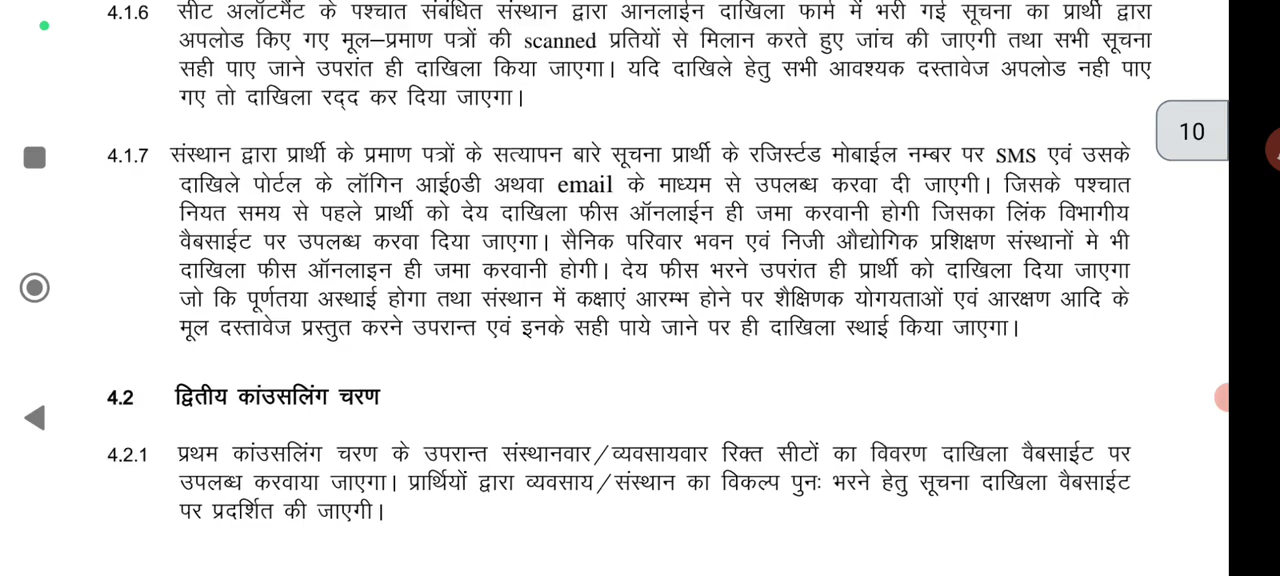 4.1.6 सीट अलॉटमैंट के पश्चात संबंधित संस्थान द्वारा आनलाईन दाखिला फार्म में भरी गई सूचना का प्रार्थी द्वारा
अपलोड किए गए मूल–प्रमाण पत्रों की scanned प्रतियों से मिलान करते हुए जांच की जाएगी तथा सभी सूचना
सही पाए जाने उपरांत ही दाखिला किया जाएगा। यदि दाखिले हेतु सभी आवश्यक दस्तावेज अपलोड नही पाए
गए तो दाखिला रद्द कर दिया जाएगा।
10
4.1.7 संस्थान द्वारा प्रार्थी के प्रमाण पत्रों के सत्यापन बारे सूचना प्रार्थी के रजिर्स्टड मोबाईल नम्बर पर SMS एवं उसके
दाखिले पोर्टल के लॉगिन आई0डी अथवा email के माध्यम से उपलब्ध करवा दी जाएगी। जिसके पश्चात
नियत समय से पहले प्रार्थी को देय दाखिला फीस ऑनलाईन ही जमा करवानी होगी जिसका लिंक विभागीय
वैबसाईट पर उपलब्ध करवा दिया जाएगा। सैनिक परिवार भवन एवं निजी औद्योगिक प्रशिक्षण संस्थानों मे भी
दाखिला फीस ऑनलाइन ही जमा करवानी होगी। देय फीस भरने उपरांत ही प्रार्थी को दाखिला दिया जाएगा
जो कि पूर्णतया अस्थाई होगा तथा संस्थान में कक्षाएं आरम्भ होने पर शैक्षिणक योगयताओं एवं आरक्षण आदि के
मूल दस्तावेज प्रस्तुत करने उपरान्त एवं इनके सही पाये जाने पर ही दाखिला स्थाई किया जाएगा।
4.2 द्वितीय कांउसलिंग चरण
4.2.1 प्रथम कांउसलिंग चरण के उपरान्त संस्थानवार/व्यवसायवार रिक्त सीटों का विवरण दाखिला वैबसाईट पर
उपलब्ध करवाया जाएगा। प्रार्थियों द्वारा व्यवसाय/संस्थान का विकल्प पुनः भरने हेतु सूचना दाखिला वैबसाईट
पर प्रदर्शित की जाएगी।